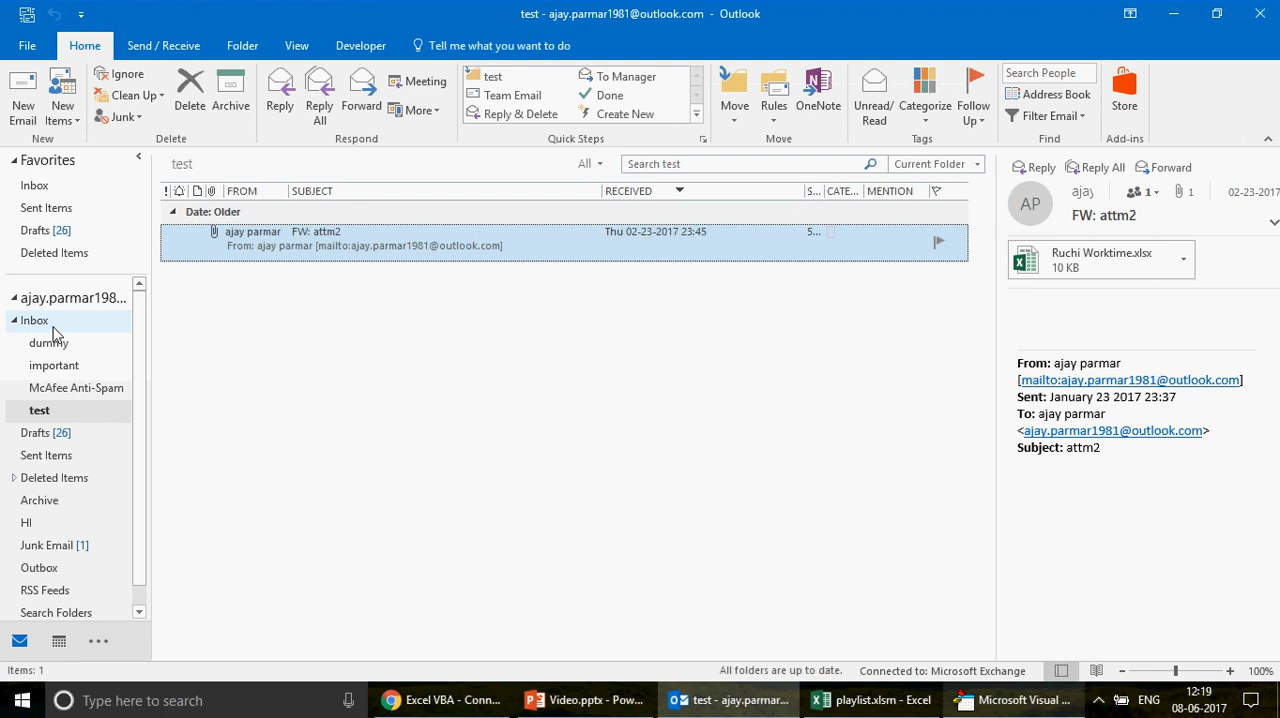 test - ajay.parmar1981@outlook.com - Outlook
File Home Send / Receive Folder View Developer Tell me what you want to do
New Email
New Items
New
Ignore
Clean Up
Junk
Delete
Archive
Delete
Reply
Reply All
Forward
Meeting
More
Respond
test
Team Email
Reply & Delete
To Manager
Done
Create New
Quick Steps
Move
Rules
OneNote
Move
Unread/ Read
Categorize
Follow Up
Tags
Search People
Address Book
Filter Email
Find
Store
Add-ins
Favorites
Inbox
Sent Items
Drafts [26]
Deleted Items
ajay.parmar198...
Inbox
dummy
important
McAfee Anti-Spam
test
Drafts [26]
Sent Items
Deleted Items
Archive
HI
Junk Email [1]
Outbox
RSS Feeds
Search Folders
test All Search test Current Folder
! FROM SUBJECT RECEIVED S... CATE... MENTION
Date: Older
ajay parmar FW: attm2 Thu 02-23-2017 23:45 5...
From: ajay parmar [mailto:ajay.parmar1981@outlook.com]
Reply Reply All Forward
AP
ajay 1 1 02-23-2017
FW: attm2
Ruchi Worktime.xlsx
10 KB
From: ajay parmar
[mailto:ajay.parmar1981@outlook.com]
Sent: January 23 2017 23:37
To: ajay parmar
<ajay.parmar1981@outlook.com>
Subject: attm2
Items: 1 All folders are up to date. Connected to: Microsoft Exchange 100%
Type here to search Excel VBA - Conn... Video.pptx - Pow... test - ajay.parmar... playlist.xlsm - Excel Microsoft Visual ... ENG 12:19
08-06-2017